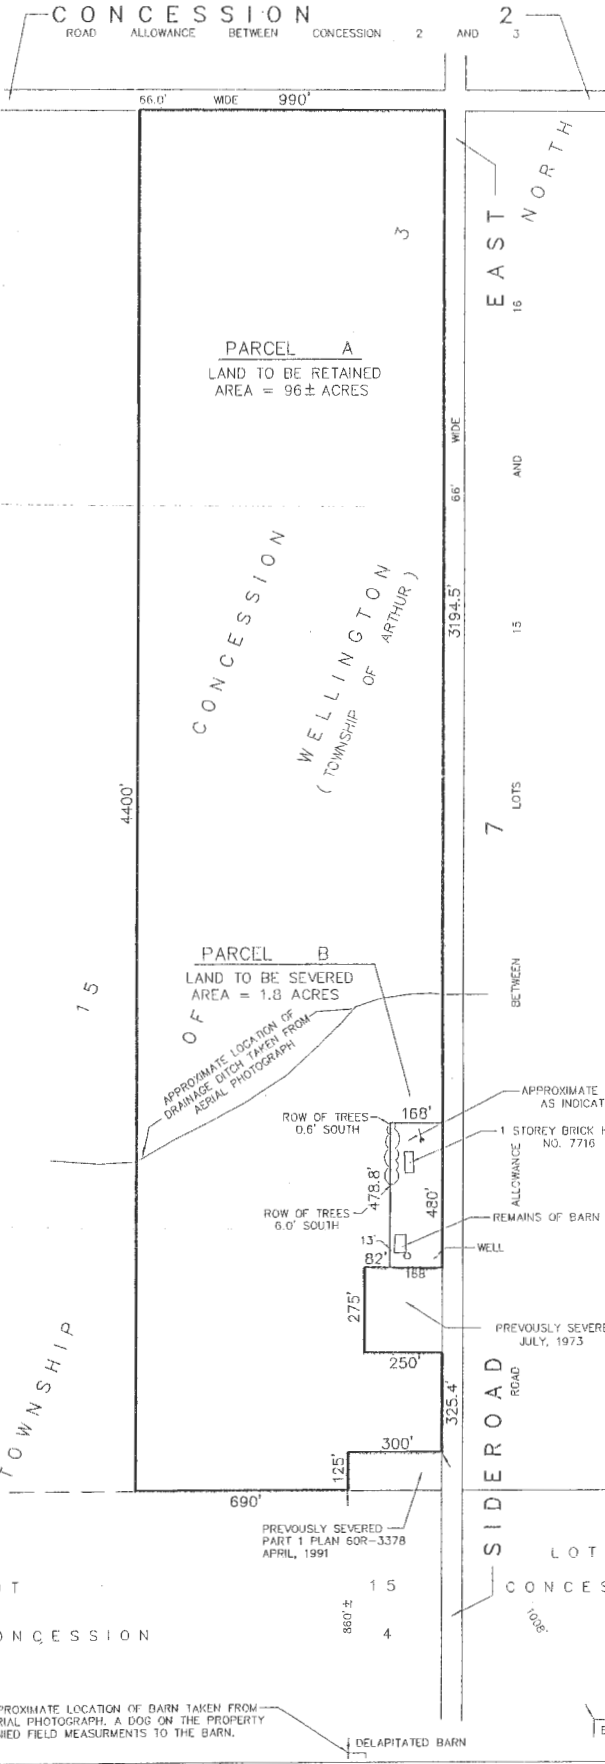 CONCESSION 2
ROAD ALLOWANCE BETWEEN CONCESSION 2 AND 3
66.0' WIDE 990'
NORTH
EAST
3
16
PARCEL A
LAND TO BE RETAINED
AREA = 96± ACRES
WIDE
66'
AND
CONCESSION
WELLINGTON
(TOWNSHIP OF ARTHUR)
3194.5'
15
4400'
LOTS
7
PARCEL B
LAND TO BE SEVERED
AREA = 1.8 ACRES
15
OF
BETWEEN
APPROXIMATE LOCATION OF
DRAINAGE DITCH TAKEN FROM
AERIAL PHOTOGRAPH
APPROXIMATE
AS INDICAT
168'
ROW OF TREES
0.6' SOUTH
1 STOREY BRICK H
NO. 7716
ALLOWANCE
478.8'
480'
ROW OF TREES
6.0' SOUTH
REMAINS OF BARN
13'
WELL
82'
168'
275'
PREVOUSLY SEVERE
JULY, 1973
250'
ROAD
325.4'
TOWNSHIP
SIDEROAD
300'
125'
690'
PREVOUSLY SEVERED
PART 1 PLAN 60R-3378
APRIL, 1991
LOT
OT
15
CONCES
860'±
1008'
ONCESSION
4
PROXIMATE LOCATION OF BARN TAKEN FROM
RIAL PHOTOGRAPH. A DOG ON THE PROPERTY
NIED FIELD MEASURMENTS TO THE BARN.
DELAPITATED BARN